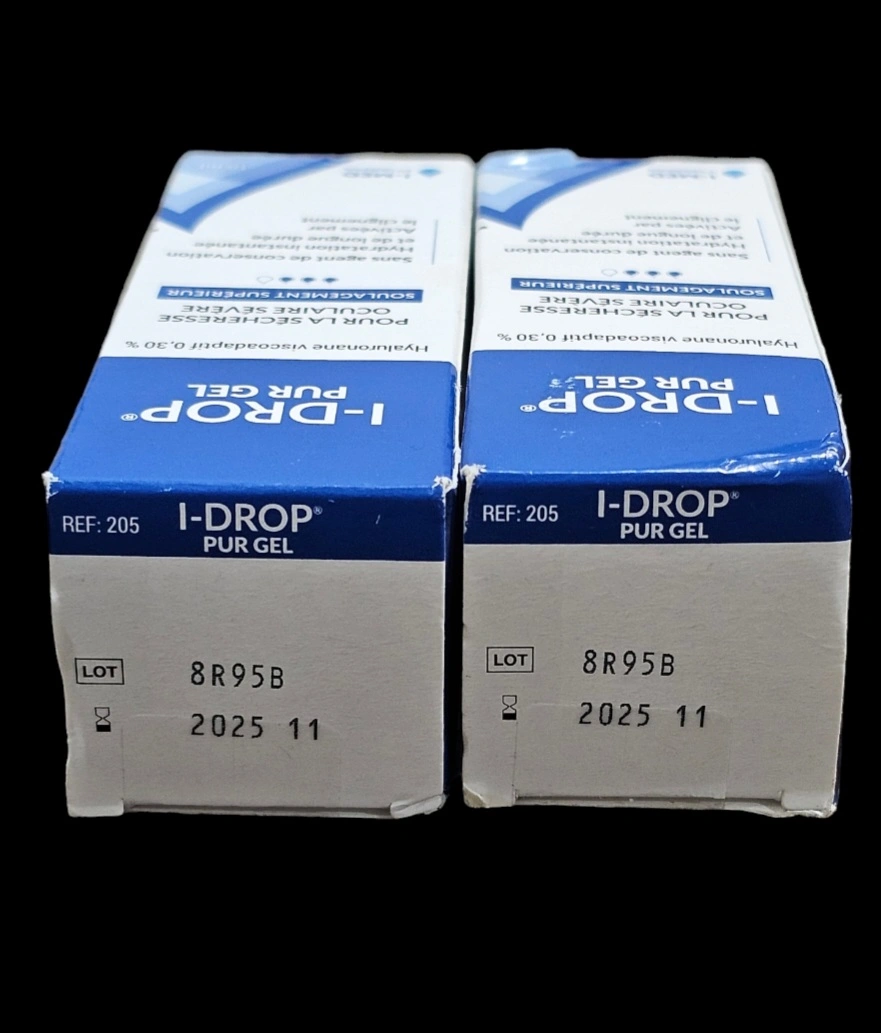 I-MED
Sans agent de conservation
Hydratation instantanée
et de longue durée
Activées par
le clignement
SOULAGEMENT SUPÉRIEUR
POUR LA SÉCHERESSE
OCULAIRE SÉVÈRE
Hyaluronane viscoadaptif 0,30 %
I-DROP®
PUR GEL
REF: 205
I-DROP®
PUR GEL
LOT 8R95B
2025 11
I-MED
Sans agent de conservation
Hydratation instantanée
et de longue durée
Activées par
le clignement
SOULAGEMENT SUPÉRIEUR
POUR LA SÉCHERESSE
OCULAIRE SÉVÈRE
Hyaluronane viscoadaptif 0,30 %
I-DROP®
PUR GEL
REF: 205
I-DROP®
PUR GEL
LOT 8R95B
2025 11